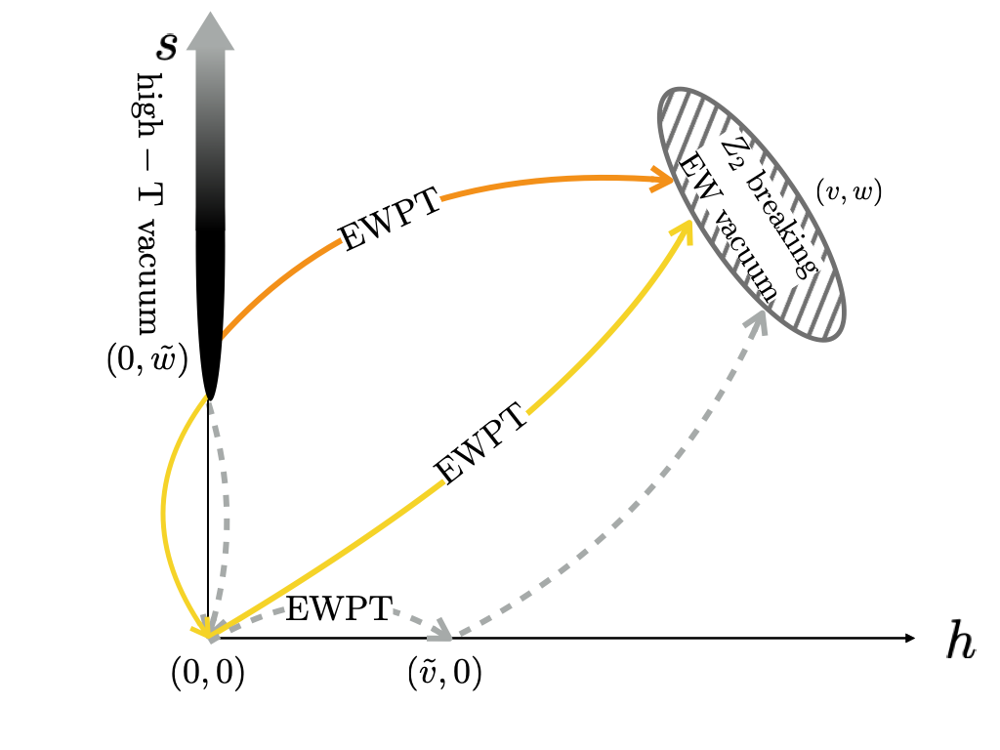 s
high − T vacuum
EWPT
Z₂ breaking
EW vacuum
(v, w)
(0, w̃)
EWPT
EWPT
h
(0, 0)
(ṽ, 0)